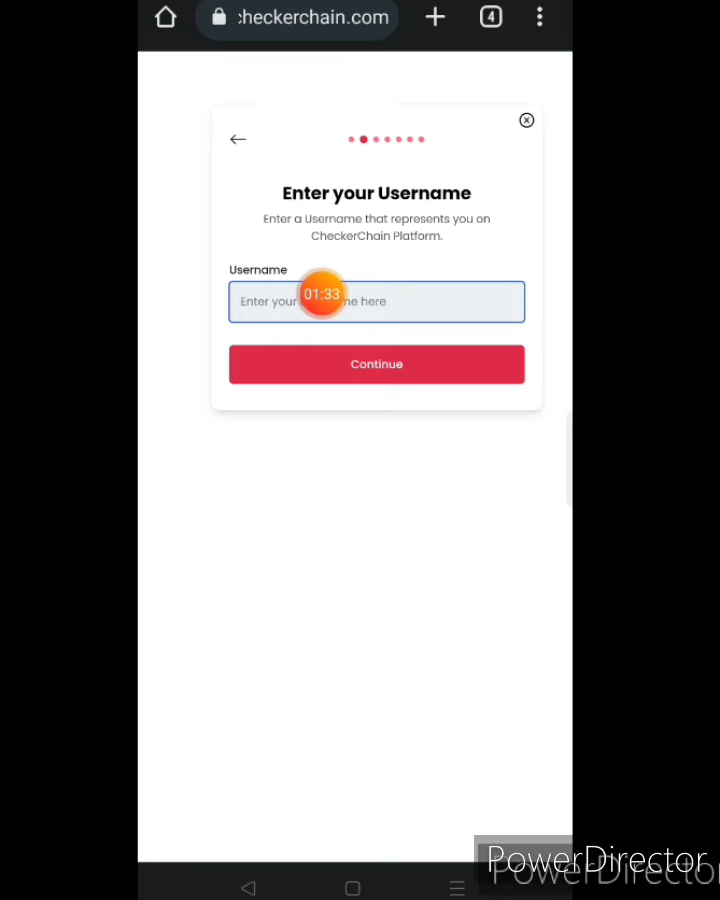 :heckerchain.com
4
Enter your Username
Enter a Username that represents you on
CheckerChain Platform.
Username
Enter your ne here
01:33
Continue
PowerDirector
PowerDirecto